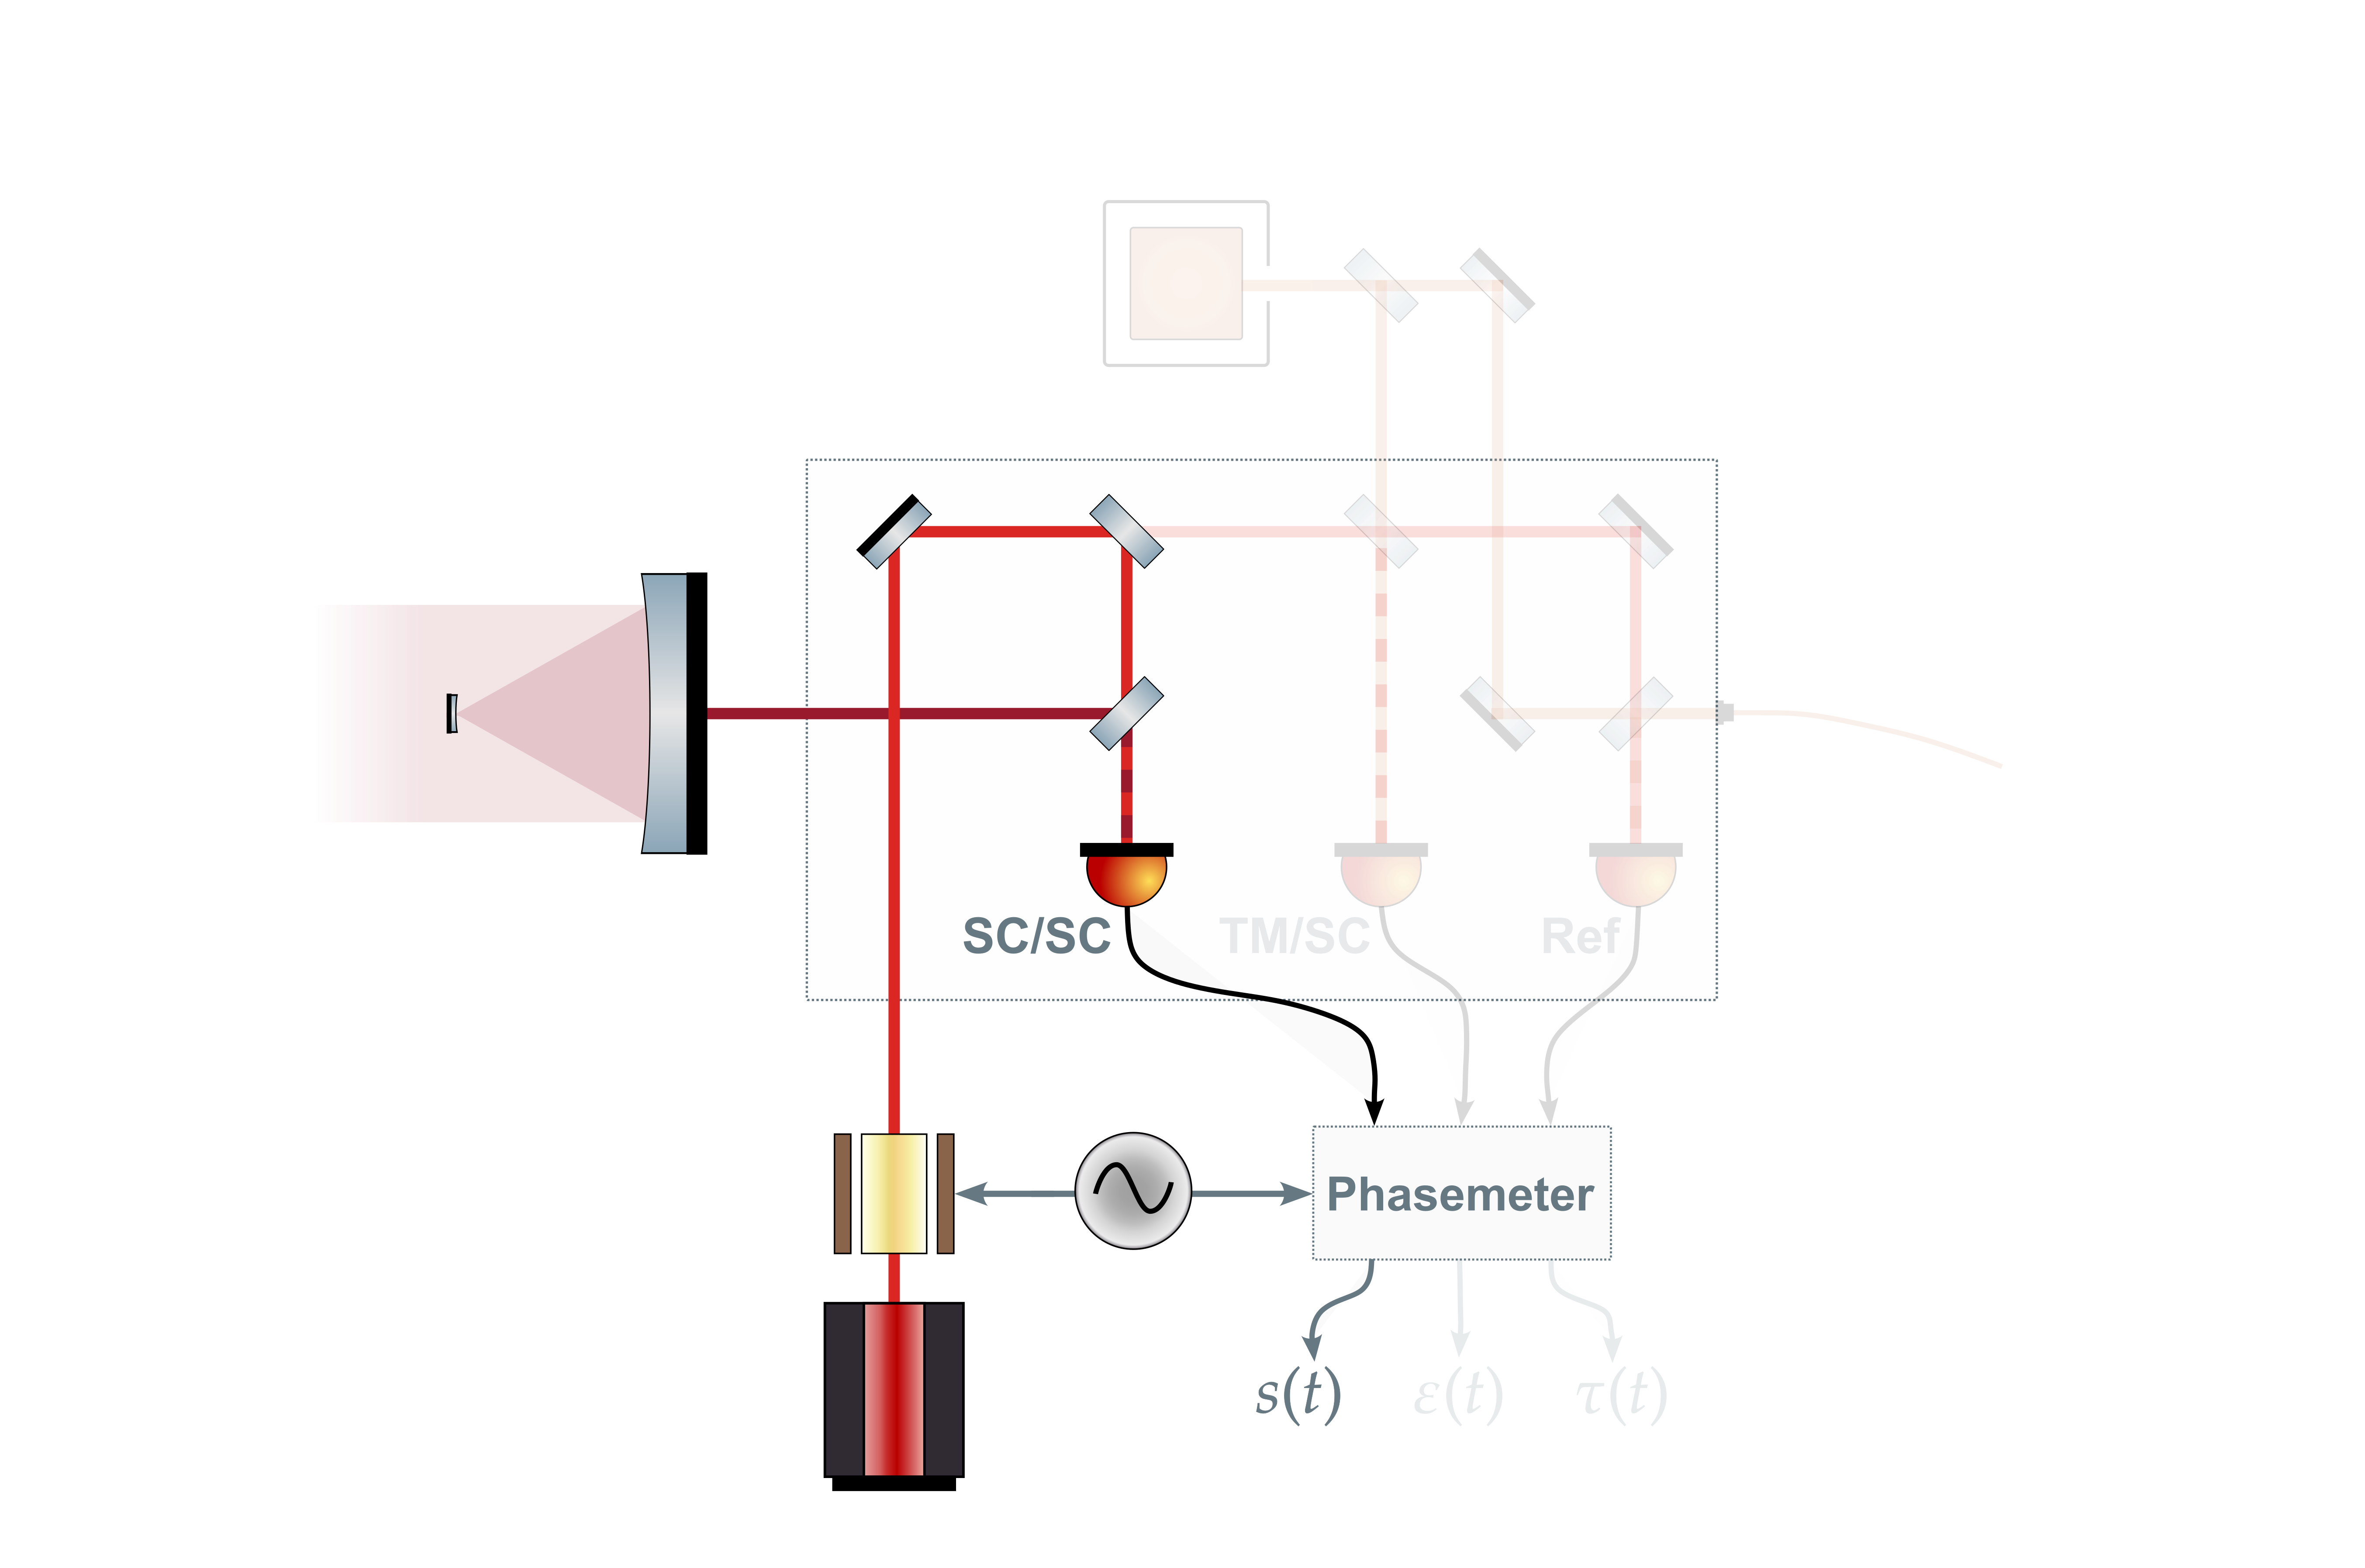 SC/SC
TM/SC
Ref
Phasemeter
s(t)
ε(t)
τ(t)